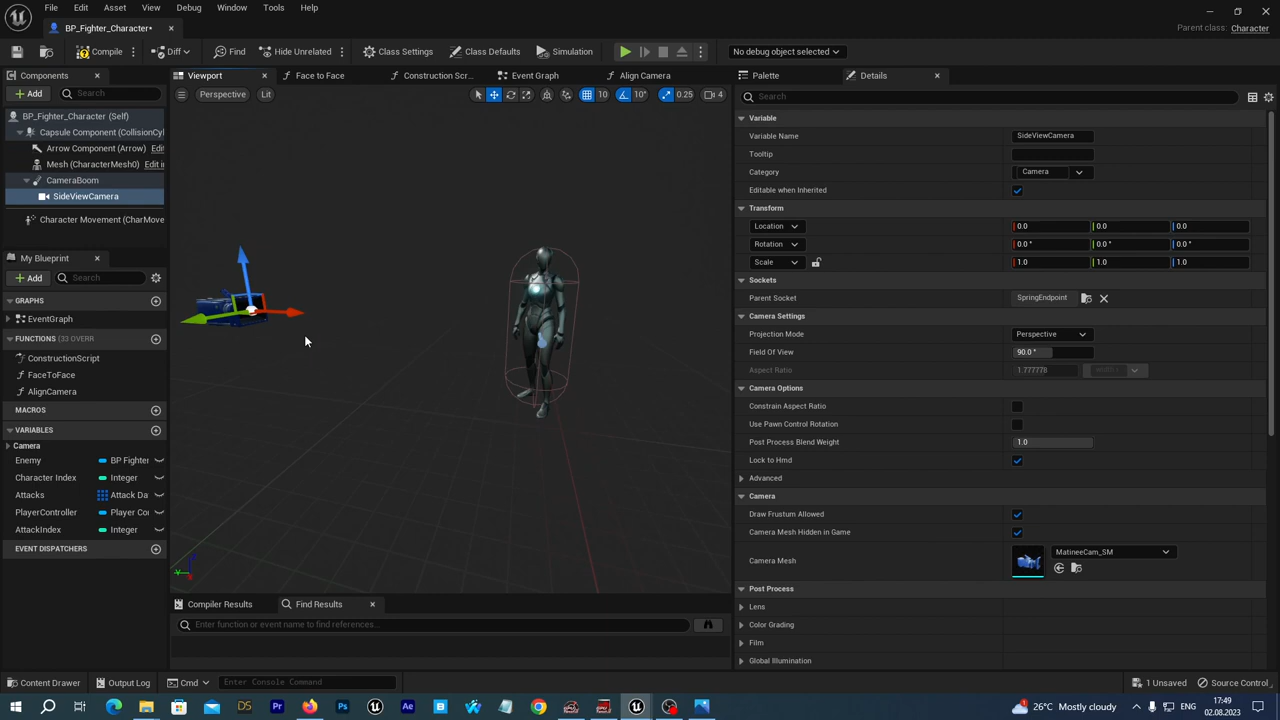 File Edit Asset View Debug Window Tools Help
BP_Fighter_Character*
Parent class: Character
Compile Diff Find Hide Unrelated Class Settings Class Defaults Simulation No debug object selected
Components Viewport Face to Face Construction Scr... Event Graph Align Camera Palette Details
Add Search Perspective Lit 10 10° 0.25 4 Search
BP_Fighter_Character (Self)
Capsule Component (CollisionCyl
Arrow Component (Arrow) Edit
Mesh (CharacterMesh0) Edit in
CameraBoom
SideViewCamera
Character Movement (CharMove
My Blueprint
Add Search
GRAPHS
EventGraph
FUNCTIONS (33 OVERR
ConstructionScript
FaceToFace
AlignCamera
MACROS
VARIABLES
Camera
Enemy BP Fighter
Character Index Integer
Attacks Attack Da
PlayerController Player Co
AttackIndex Integer
EVENT DISPATCHERS
Variable
Variable Name SideViewCamera
Tooltip
Category Camera
Editable when Inherited
Transform
Location 0.0 0.0 0.0
Rotation 0.0° 0.0° 0.0°
Scale 1.0 1.0 1.0
Sockets
Parent Socket SpringEndpoint
Camera Settings
Projection Mode Perspective
Field Of View 90.0°
Aspect Ratio 1.777778
Camera Options
Constrain Aspect Ratio
Use Pawn Control Rotation
Post Process Blend Weight 1.0
Lock to Hmd
Advanced
Camera
Draw Frustum Allowed
Camera Mesh Hidden in Game
Camera Mesh MatineeCam_SM
Post Process
Lens
Color Grading
Film
Global Illumination
Compiler Results Find Results
Enter function or event name to find references...
Content Drawer Output Log Cmd Enter Console Command 1 Unsaved Source Control
26°C Mostly cloudy
17:49
02.08.2023